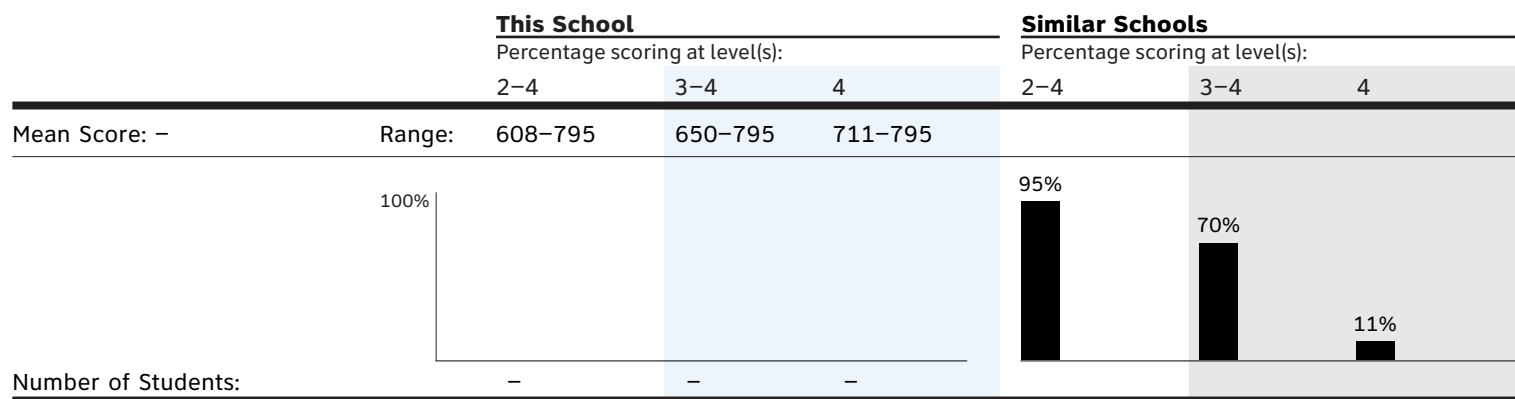 This School Similar Schools
Percentage scoring at level(s): Percentage scoring at level(s):
2–4 3–4 4 2–4 3–4 4
Mean Score: – Range: 608–795 650–795 711–795
95%
100%
70%
11%
Number of Students: – – –